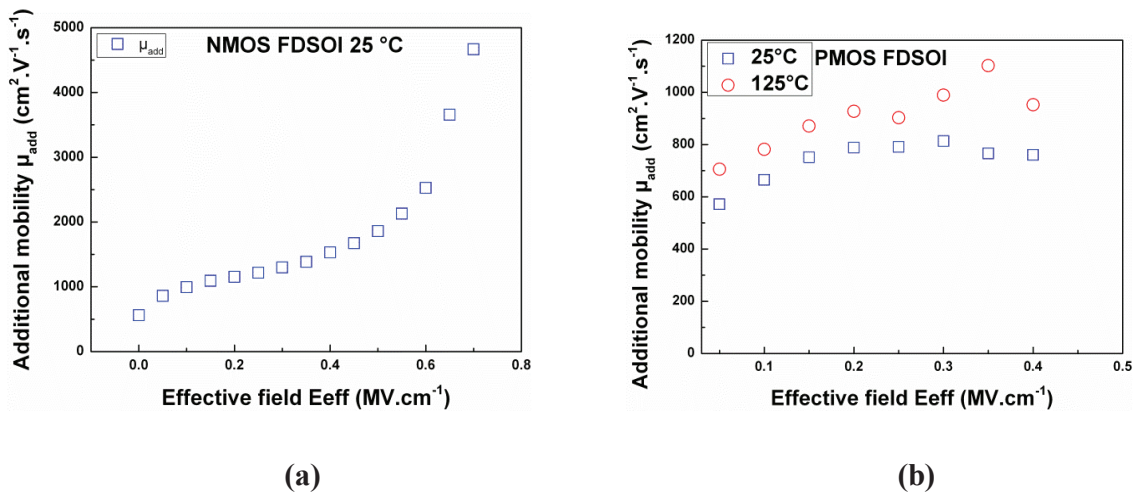 5000
4000
3000
2000
1000
0
0.0
0.2
0.4
0.6
0.8
Additional mobility μadd (cm².V⁻¹.s⁻¹)
μadd
NMOS FDSOI 25 °C
Effective field Eeff (MV.cm⁻¹)
(a)
1200
1000
800
600
400
200
0
0.1
0.2
0.3
0.4
0.5
Additional mobility μadd (cm².V⁻¹.s⁻¹)
25°C
125°C
PMOS FDSOI
Effective field Eeff (MV.cm⁻¹)
(b)